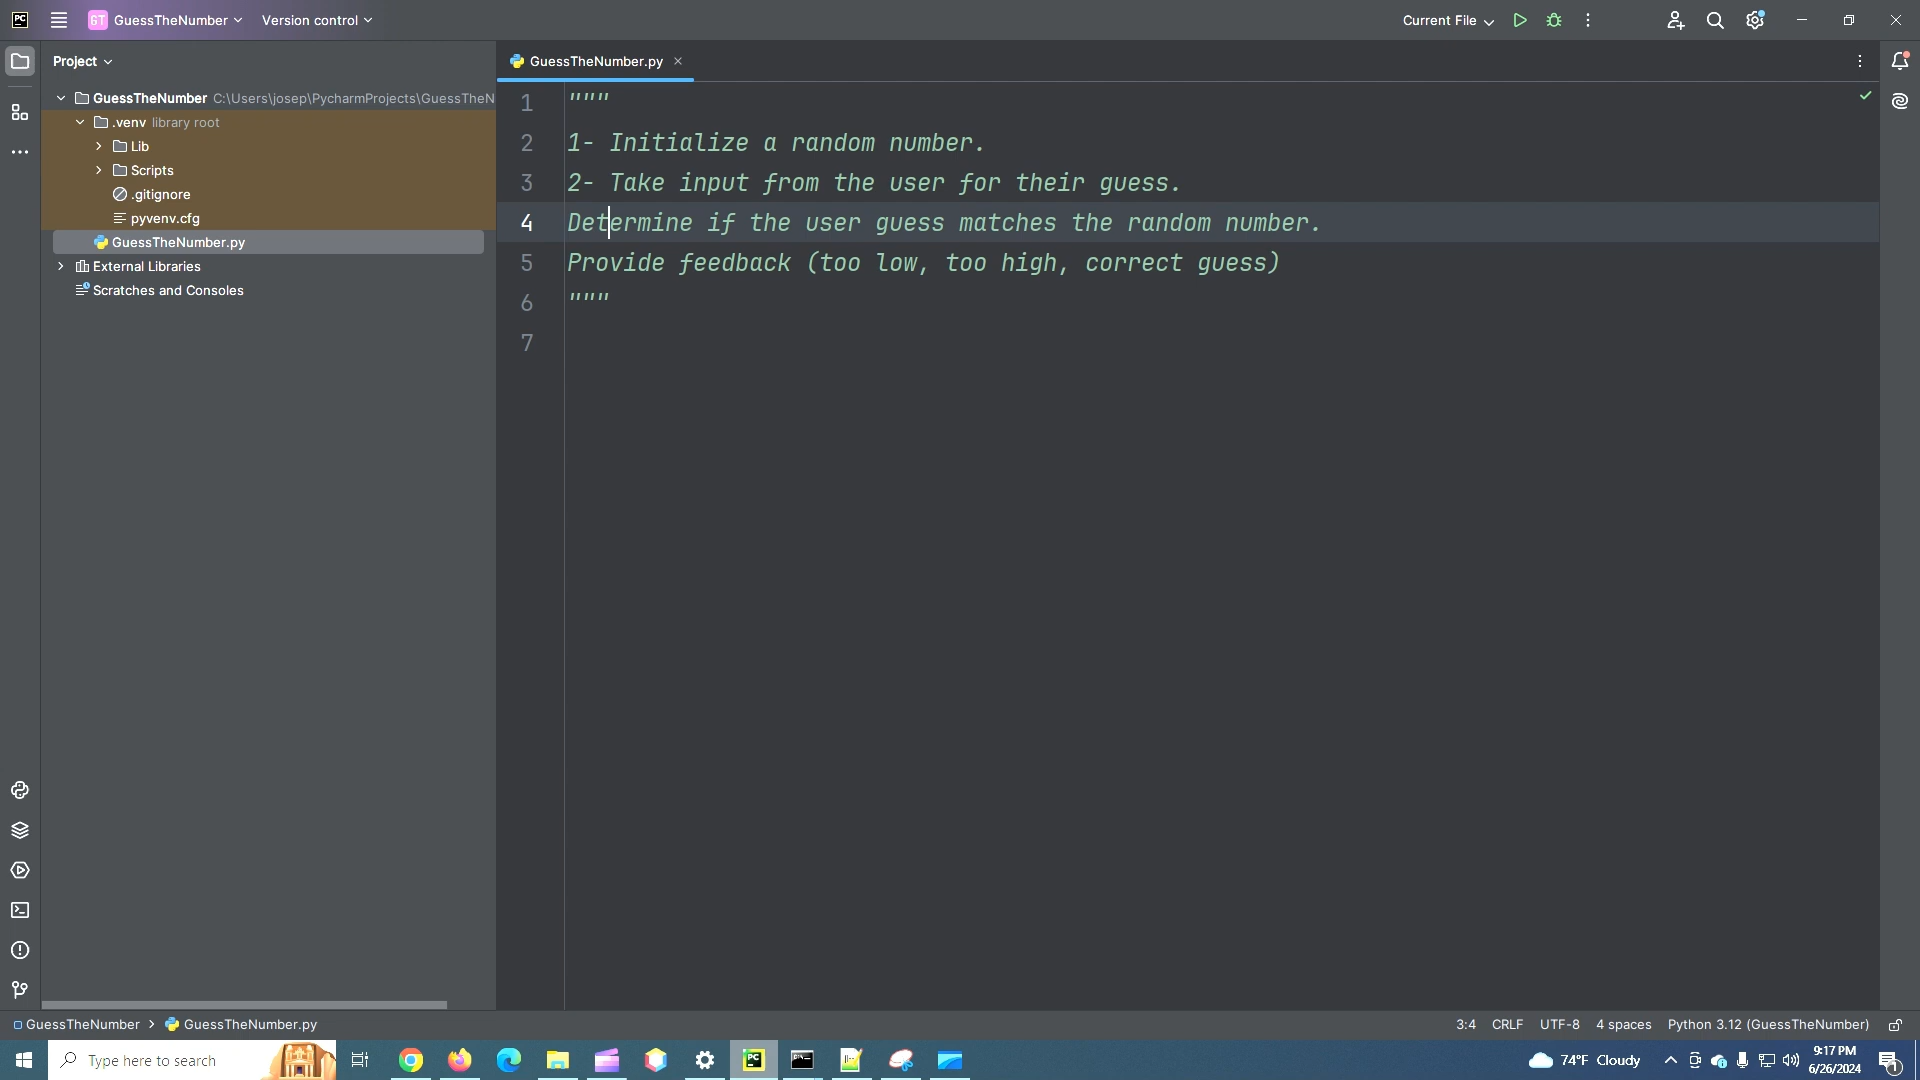 PC
GT GuessTheNumber
Version control
Current File
Project
GuessTheNumber.py
GuessTheNumber C:\Users\josep\PycharmProjects\GuessTheN
.venv library root
Lib
Scripts
.gitignore
pyvenv.cfg
GuessTheNumber.py
External Libraries
Scratches and Consoles
1 """
2 1- Initialize a random number.
3 2- Take input from the user for their guess.
4 Determine if the user guess matches the random number.
5 Provide feedback (too low, too high, correct guess)
6 """
7
GuessTheNumber
GuessTheNumber.py
3:4 CRLF UTF-8 4 spaces Python 3.12 (GuessTheNumber)
Type here to search
PC
74°F Cloudy
9:17 PM
6/26/2024
1